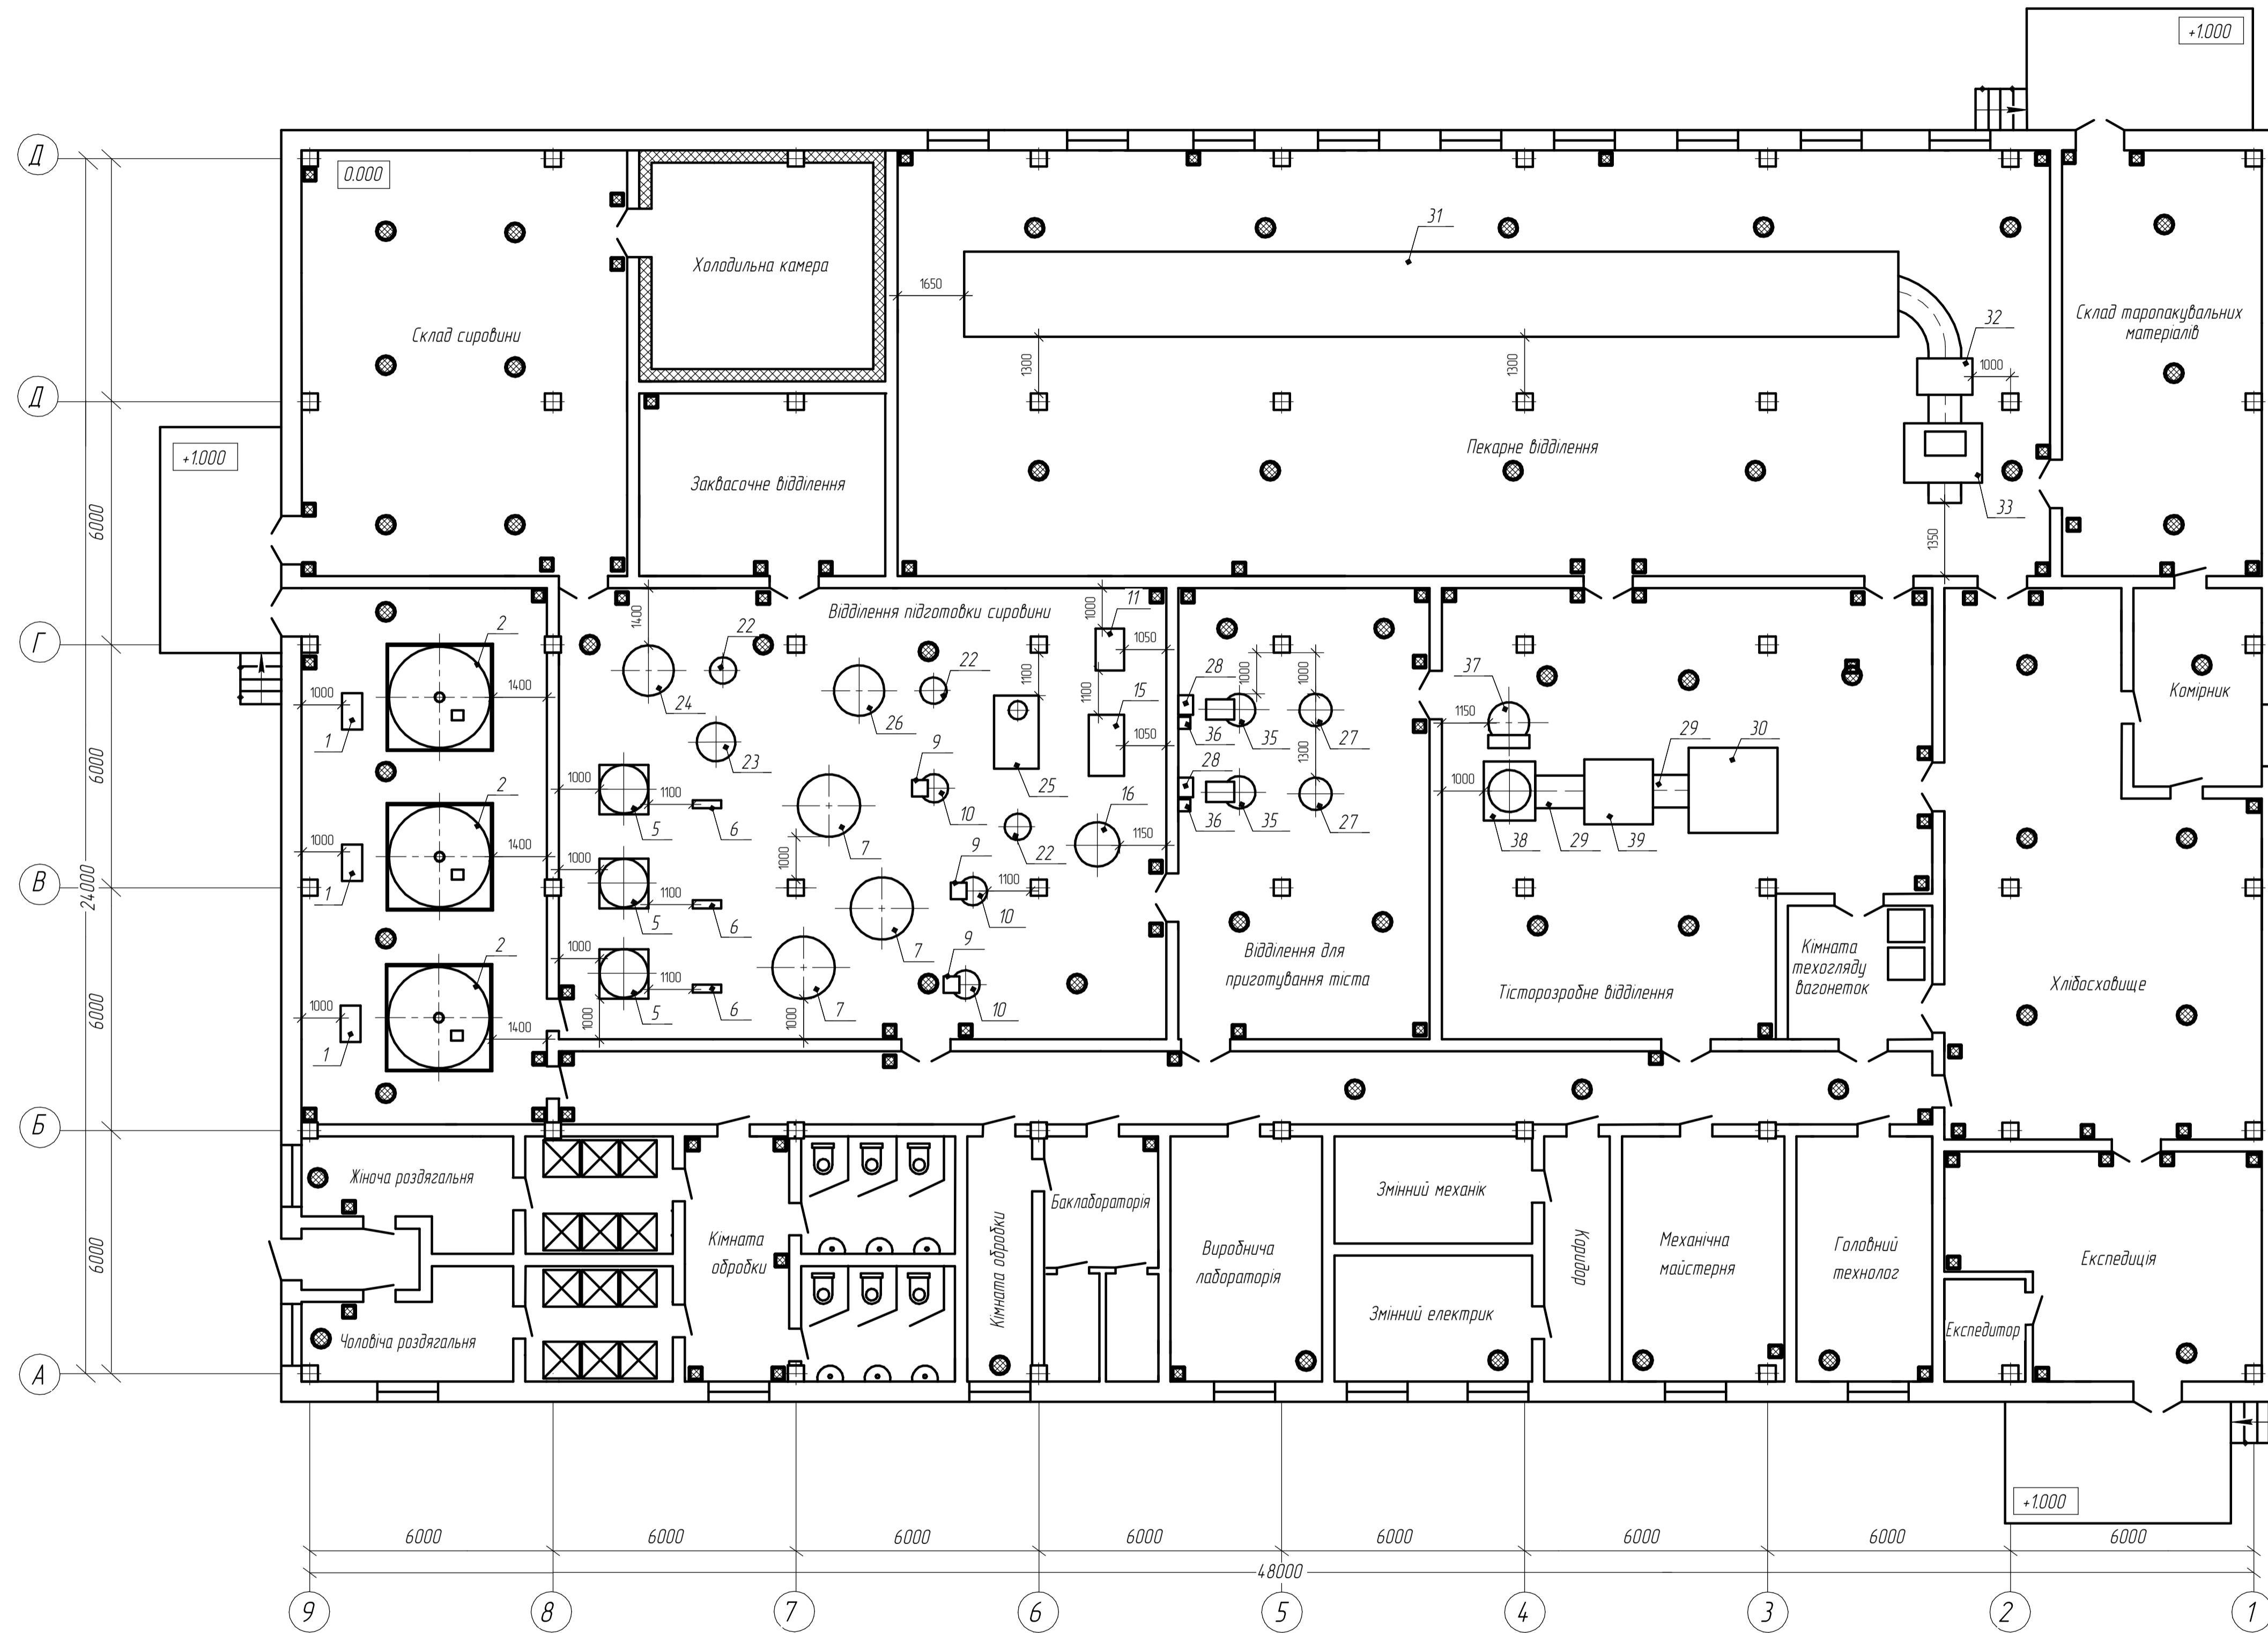 +1.000
Д
0.000
31
Холодильна камера
1650
32
Склад таропакувальних
матеріалів
Склад сировини
1300
1300
1000
Д
+1.000
Пекарне відділення
Заквасочне відділення
33
6000
1350
Відділення підготовки сировини
11
1400
1000
Г
2
22
1050
22
28
1000
1000
37
Комірник
1000
1400
24
26
1100
1100
15
1150
1
36
35
27
9
1050
28
1300
29
30
23
6000
2
1000
25
1000
1100
10
16
36
35
27
5
6
38
29
39
1000
1400
7
22
1150
1000
9
1000
1100
В
24000
1
1100
10
5
6
7
2
9
Відділення для
приготування тіста
Кімната
техогляду
вагонеток
1000
1100
Тісторозробне відділення
Хлібосховище
6000
1000
1400
5
6
7
10
1
1000
1000
Б
Жіноча роздягальня
Баклабораторія
Змінний механік
Кімната
обробки
Кімната обробки
Виробнича
лабораторія
Коридор
Механічна
майстерня
Головний
технолог
Експедиція
6000
Змінний електрик
Експедитор
Чоловіча роздягальня
А
+1.000
6000
6000
6000
6000
6000
6000
6000
6000
48000
9
8
7
6
5
4
3
2
1